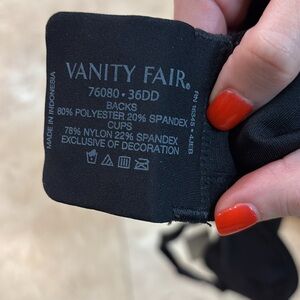 VANITY FAIR®
76080 • 36DD
BACKS
80% POLYESTER 20% SPANDEX
CUPS
78% NYLON 22% SPANDEX
EXCLUSIVE OF DECORATION
MADE IN INDONESIA